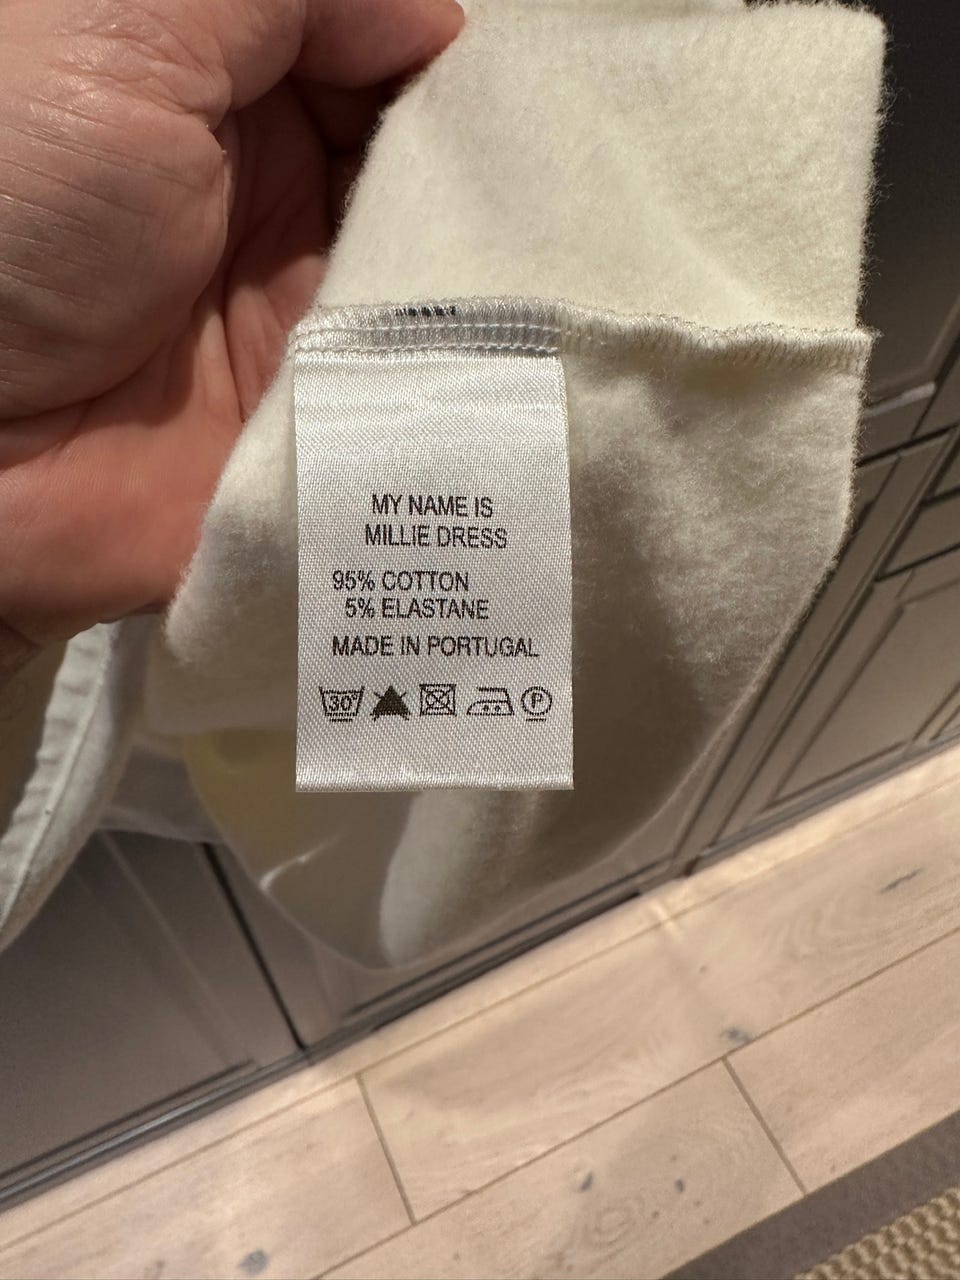 MY NAME IS
MILLIE DRESS
95% COTTON
5% ELASTANE
MADE IN PORTUGAL
30° P